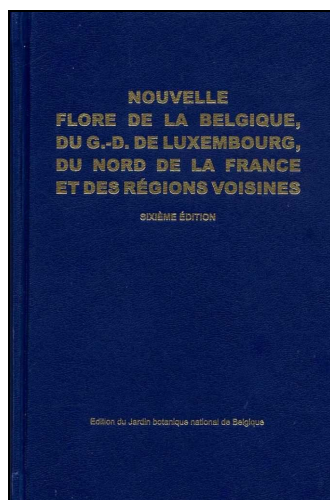 NOUVELLE
FLORE DE LA BELGIQUE,
DU G.-D. DE LUXEMBOURG,
DU NORD DE LA FRANCE
ET DES RÉGIONS VOISINES
SIXIÈME ÉDITION
Edition du Jardin botanique national de Belgique